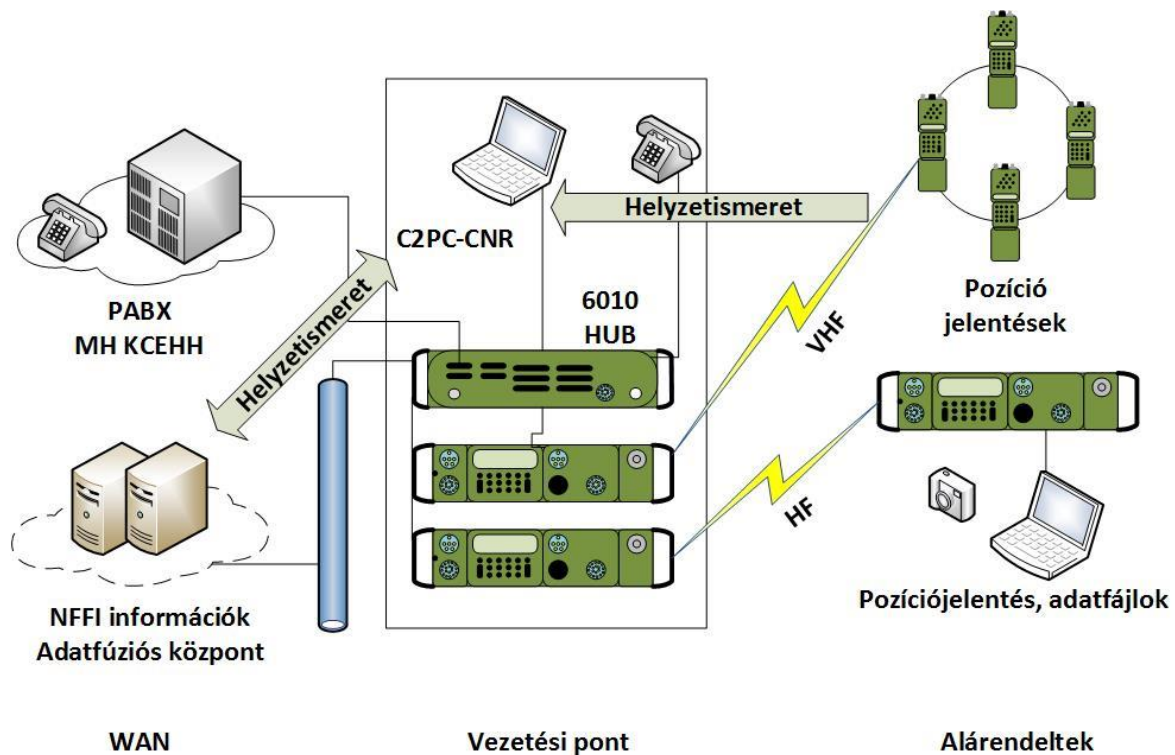 Helyzetismeret
C2PC-CNR
PABX
MH KCEHH
Helyzetismeret
6010
HUB
Pozíció
jelentések
VHF
HF
NFFI információk
Adatfúziós központ
Pozíciójelentés, adatfájlok
WAN
Vezetési pont
Alárendeltek